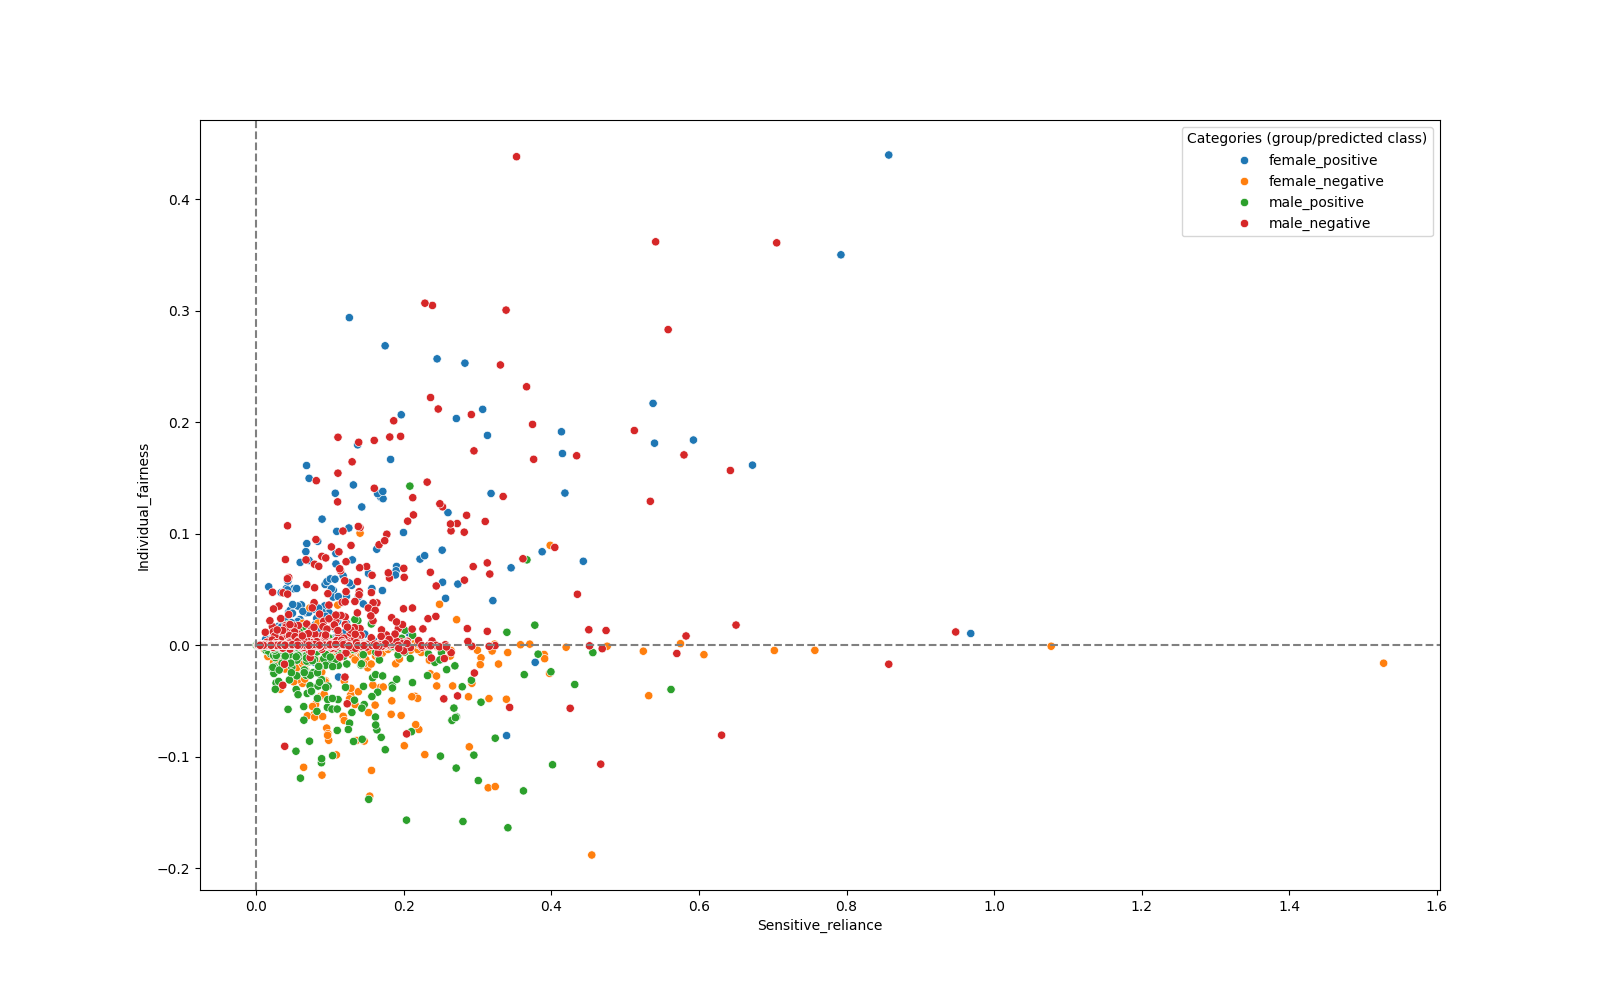 Categories (group/predicted class)
female_positive
female_negative
male_positive
male_negative
Individual_fairness
0.4
0.3
0.2
0.1
0.0
−0.1
−0.2
0.0 0.2 0.4 0.6 0.8 1.0 1.2 1.4 1.6
Sensitive_reliance